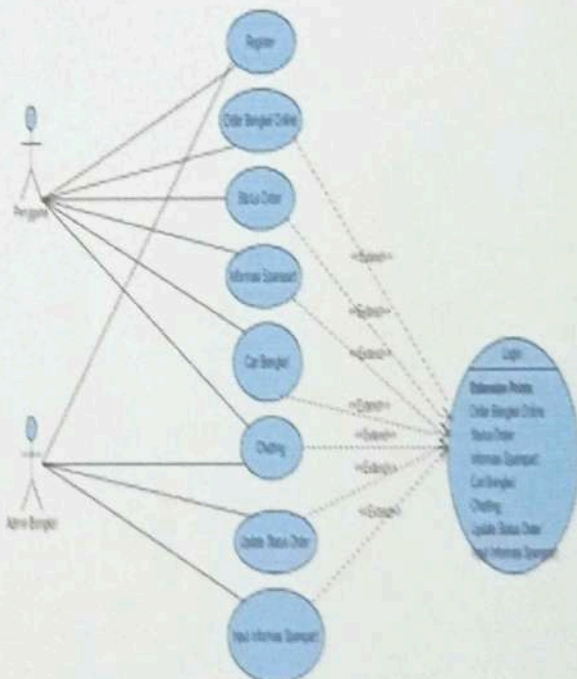 Register
Order Bengkel Online
Pengguna
Status Order
Informasi Sparepart
Cari Bengkel
Chatting
Admin Bengkel
Update Status Order
Input Informasi Sparepart
<<Extend>>
<<Extend>>
<<Extend>>
<<Extend>>
<<Extend>>
<<Extend>>
<<Extend>>
Login
Extension Points
Order Bengkel Online
Status Order
Informasi Sparepart
Cari Bengkel
Chatting
Update Status Order
Input Informasi Sparepart